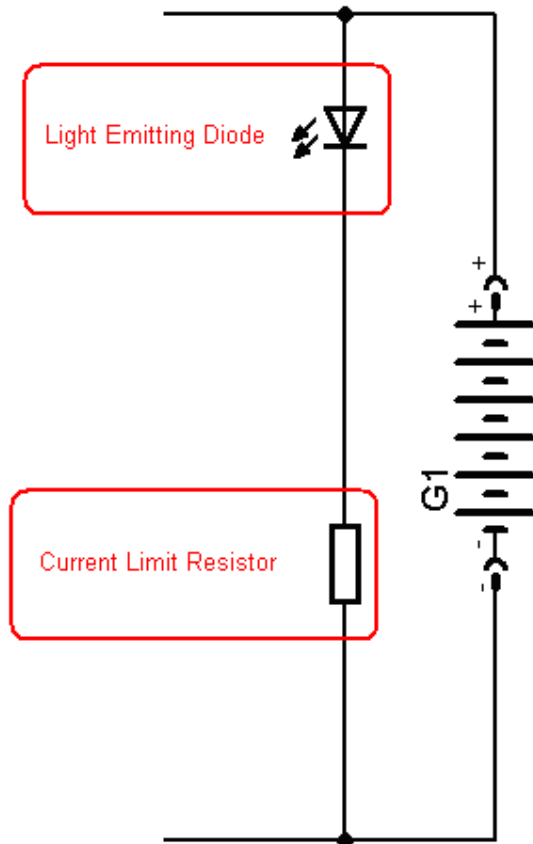 Light Emitting Diode
+
+
G1
-
-
Current Limit Resistor